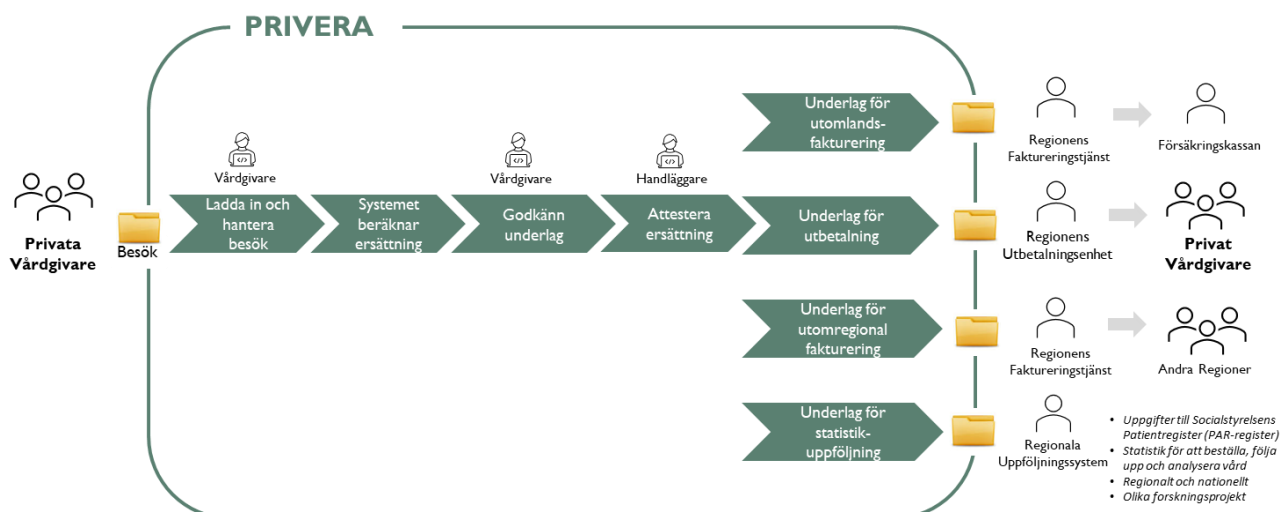 PRIVERA
Underlag för
utomlands-
fakturering
Regionens
Faktureringstjänst
Försäkringskassan
Vårdgivare
Vårdgivare
Handläggare
Privata
Vårdgivare
Besök
Ladda in och
hantera
besök
Systemet
beräknar
ersättning
Godkänn
underlag
Attestera
ersättning
Underlag för
utbetalning
Regionens
Utbetalningsenhet
Privat
Vårdgivare
Underlag för
utomregional
fakturering
Regionens
Faktureringstjänst
Andra Regioner
Underlag för
statistik-
uppföljning
Regionala
Uppföljningssystem
• Uppgifter till Socialstyrelsens
Patientregister (PAR-register)
• Statistik för att beställa, följa
upp och analysera vård
• Regionalt och nationellt
• Olika forskningsprojekt